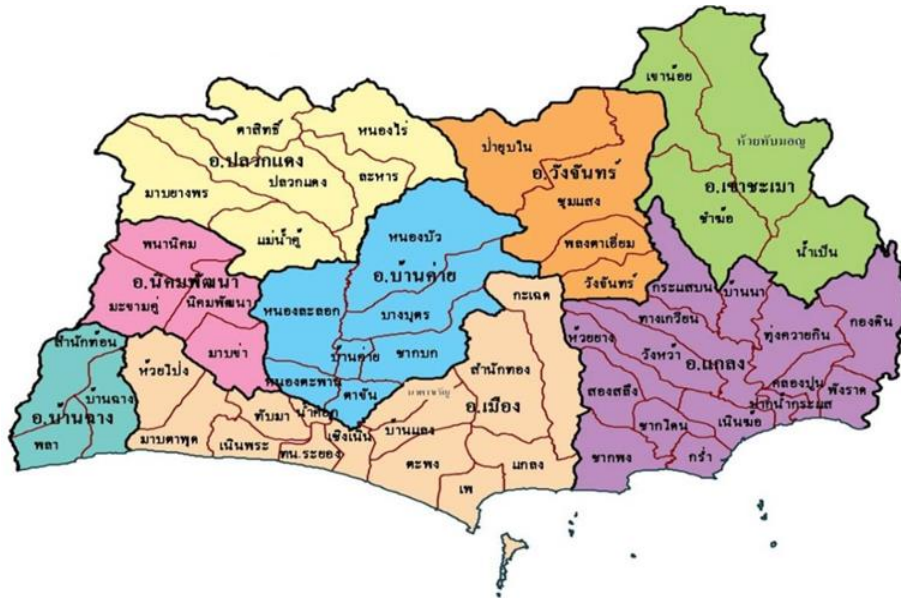 เขาน้อย
ห้วยทับมอญ
อ.เขาชะเมา
ชำฆ้อ
น้ำเป็น
ป่ายุบใน
อ.วังจันทร์
ชุมแสง
พลงตาเอี่ยม
วังจันทร์
ตาสิทธิ์
หนองไร่
อ.ปลวกแดง
ปลวกแดง
ละหาร
มาบยางพร
แม่น้ำคู้
พนานิคม
อ.นิคมพัฒนา
มะขามคู่
นิคมพัฒนา
มาบข่า
หนองบัว
อ.บ้านค่าย
หนองละลอก
บางบุตร
บ้านค่าย
ชากบก
หนองตะพาน
ตาขัน
สำนักท้อน
บ้านฉาง
อ.บ้านฉาง
พลา
ห้วยโป่ง
มาบตาพุด
ทับมา
น้ำคอก
เนินพระ
ทน.ระยอง
เชิงเนิน
กะเฉด
สำนักทอง
นาตาขวัญ
อ.เมือง
บ้านแลง
ตะพง
แกลง
เพ
กระแสบน
บ้านนา
ทางเกวียน
ทุ่งควายกิน
กองดิน
ห้วยยาง
วังหว้า
อ.แกลง
สองสลึง
คลองปูน
พังราด
ปากน้ำกระแส
ชากโดน
เนินฆ้อ
ชากพง
กร่ำ